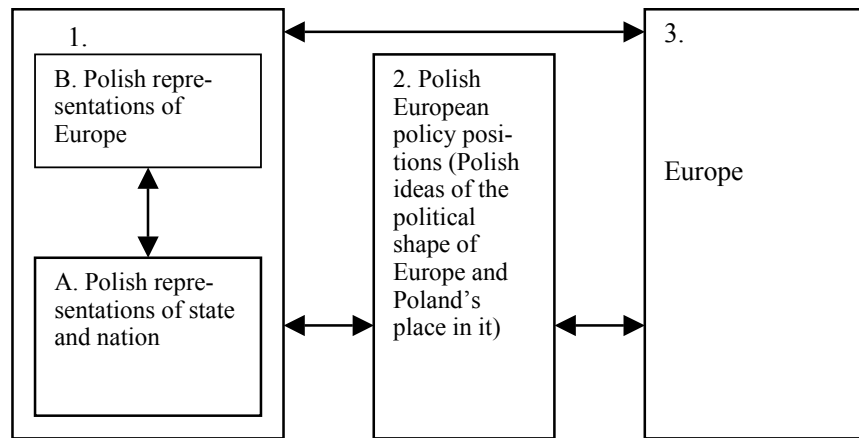 1.
B. Polish repre-
sentations of
Europe
A. Polish repre-
sentations of state
and nation
2. Polish
European
policy posi-
tions (Polish
ideas of the
political
shape of
Europe and
Poland’s
place in it)
3.
Europe